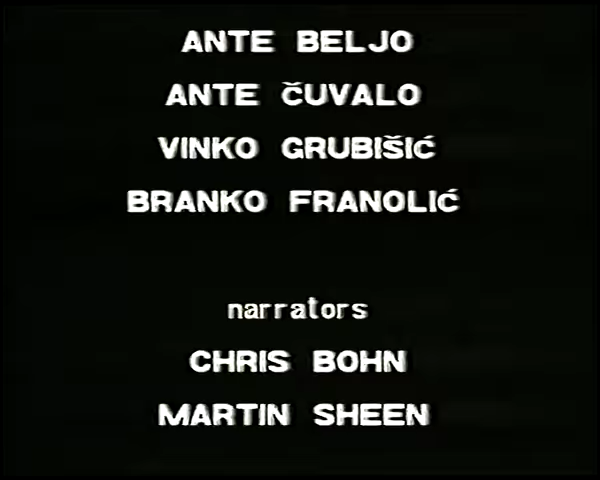 ANTE BELJO
ANTE ČUVALO
VINKO GRUBIŠIĆ
BRANKO FRANOLIĆ
narrators
CHRIS BOHN
MARTIN SHEEN